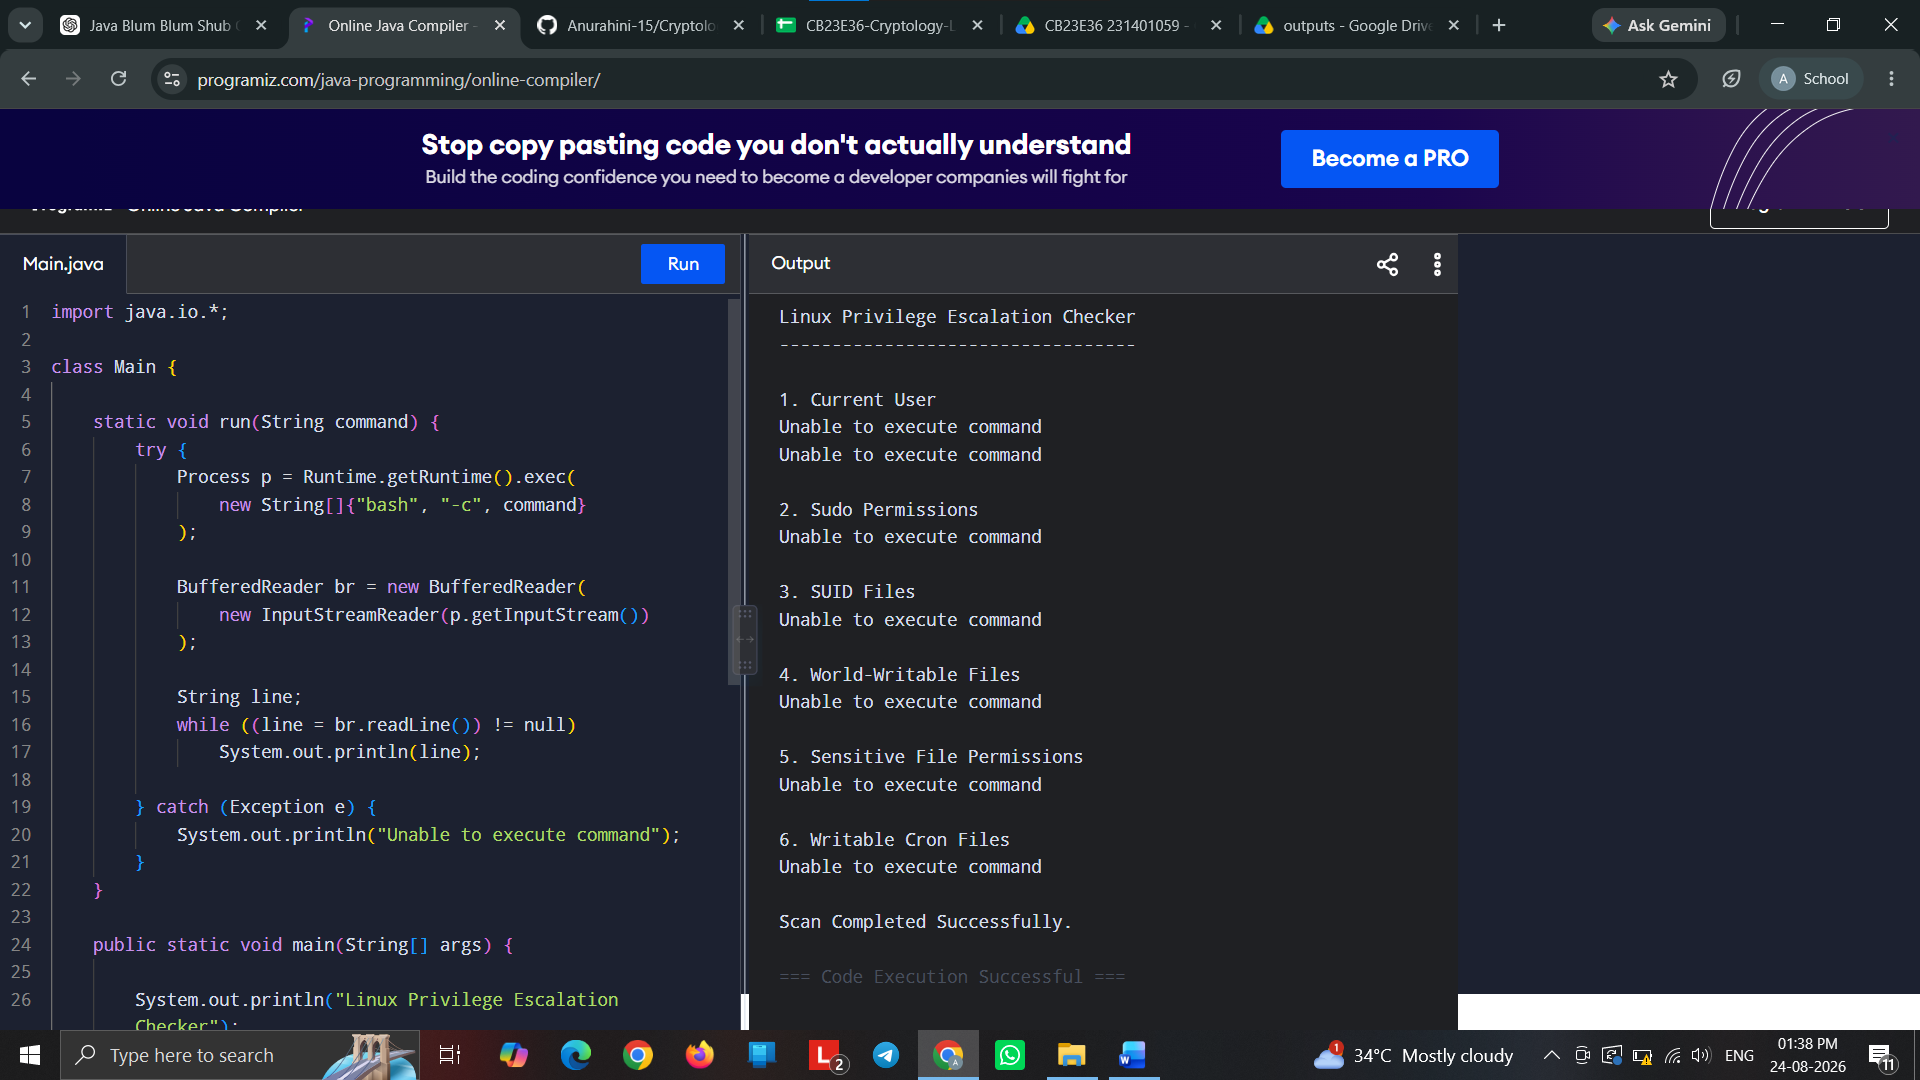 Java Blum Blum Shub
Online Java Compiler -
Anurahini-15/Cryptolo
CB23E36-Cryptology-L
CB23E36 231401059 -
outputs - Google Drive
Ask Gemini
programiz.com/java-programming/online-compiler/
A School
Stop copy pasting code you don't actually understand
Build the coding confidence you need to become a developer companies will fight for
Become a PRO
Programiz Online Java Compiler
Main.java
Run
Output
1 import java.io.*;
2
3 class Main {
4
5 static void run(String command) {
6 try {
7 Process p = Runtime.getRuntime().exec(
8 new String[]{"bash", "-c", command}
9 );
10
11 BufferedReader br = new BufferedReader(
12 new InputStreamReader(p.getInputStream())
13 );
14
15 String line;
16 while ((line = br.readLine()) != null)
17 System.out.println(line);
18
19 } catch (Exception e) {
20 System.out.println("Unable to execute command");
21 }
22 }
23
24 public static void main(String[] args) {
25
26 System.out.println("Linux Privilege Escalation
Checker");
Linux Privilege Escalation Checker
----------------------------------
1. Current User
Unable to execute command
Unable to execute command
2. Sudo Permissions
Unable to execute command
3. SUID Files
Unable to execute command
4. World-Writable Files
Unable to execute command
5. Sensitive File Permissions
Unable to execute command
6. Writable Cron Files
Unable to execute command
Scan Completed Successfully.
=== Code Execution Successful ===
Type here to search
L 2
1
34°C Mostly cloudy
ENG
01:38 PM
24-08-2026
11